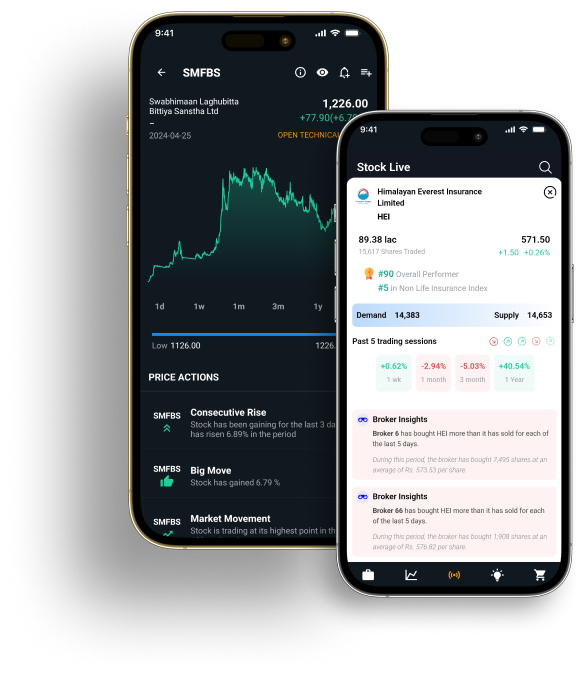 9:41
SMFBS
Swabhimaan Laghubitta
Bittiya Sanstha Ltd
–
2024-04-25
1,226.00
+77.90(+6.7
OPEN TECHNICAL
1d 1w 1m 3m 1y
Low 1126.00 1226.
PRICE ACTIONS
SMFBS
Consecutive Rise
Stock has been gaining for the last 3 da
has risen 6.89% in the period
SMFBS
Big Move
Stock has gained 6.79 %
SMFBS
Market Movement
Stock is trading at its highest point in th
9:41
Stock Live
Himalayan Everest Insurance
Limited
HEI
89.38 lac 571.50
15,617 Shares Traded +1.50 +0.26%
#90 Overall Performer
#5 in Non Life Insurance Index
Demand 14,383 Supply 14,653
Past 5 trading sessions
+0.62% -2.94% -5.03% +40.54%
1 wk 1 month 3 month 1 Year
Broker Insights
Broker 6 has bought HEI more than it has sold for each of
the last 5 days.
During this period, the broker has bought 7,495 shares at an
average of Rs. 573.53 per share.
Broker Insights
Broker 66 has bought HEI more than it has sold for each
of the last 5 days.
During this period, the broker has bought 1,908 shares at an
average of Rs. 576.82 per share.